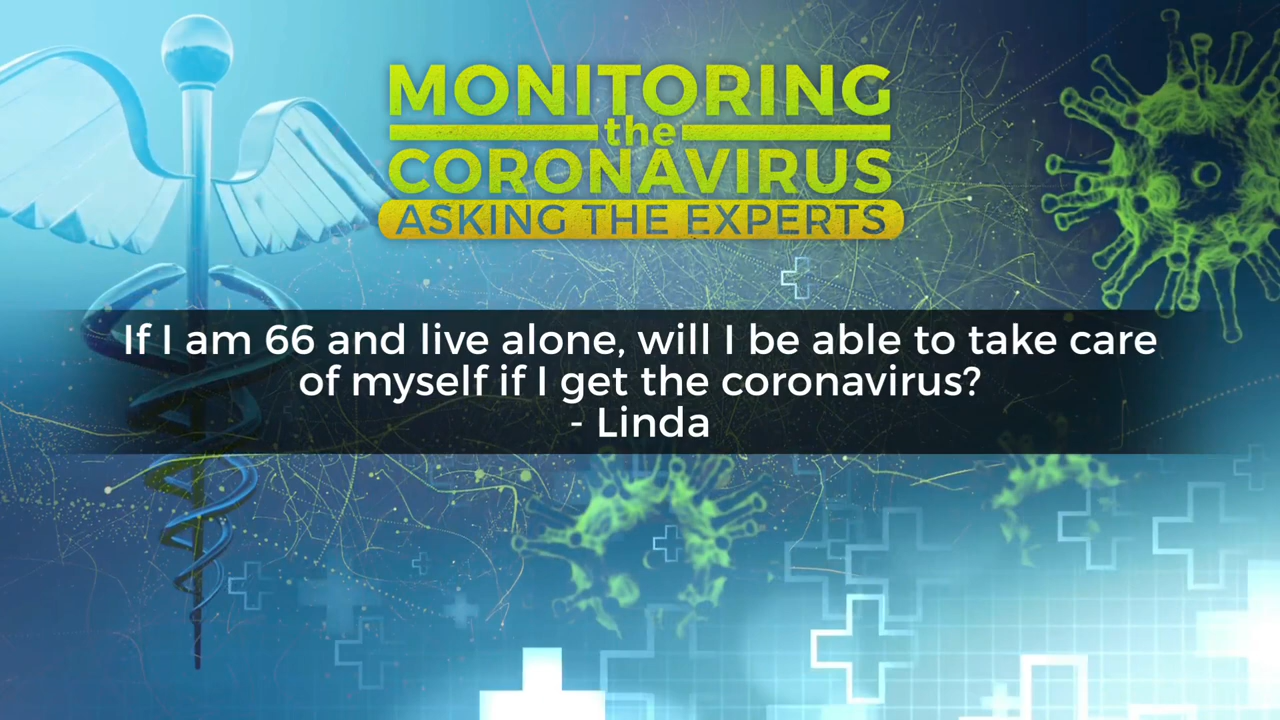 MONITORING
the
CORONAVIRUS
ASKING THE EXPERTS
If I am 66 and live alone, will I be able to take care
of myself if I get the coronavirus?
- Linda